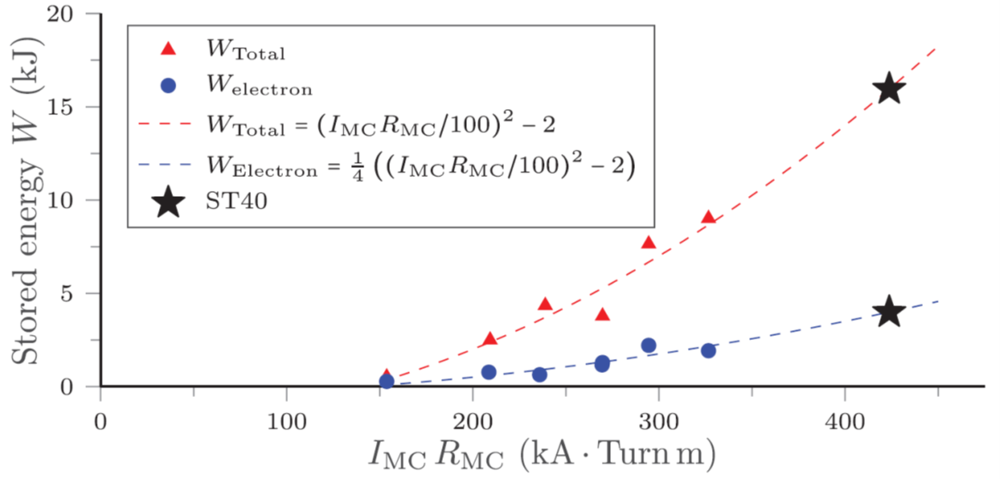 20
15
10
5
0
Stored energy W (kJ)
W_Total
W_electron
W_Total = (I_MC R_MC/100)² − 2
W_Electron = ¼ ((I_MC R_MC/100)² − 2)
ST40
0 100 200 300 400
I_MC R_MC (kA · Turn m)